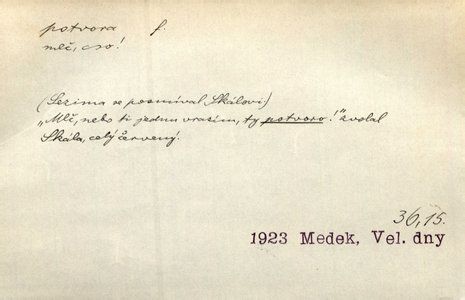 potvora f.
mlč, cso!
(Sezima se posmíval Skálovi)
„Mlč, nebo ti jednu vrazím, ty potvoro!" zvolal
Skála, celý červený.
36,15.
1923 Medek, Vel. dny